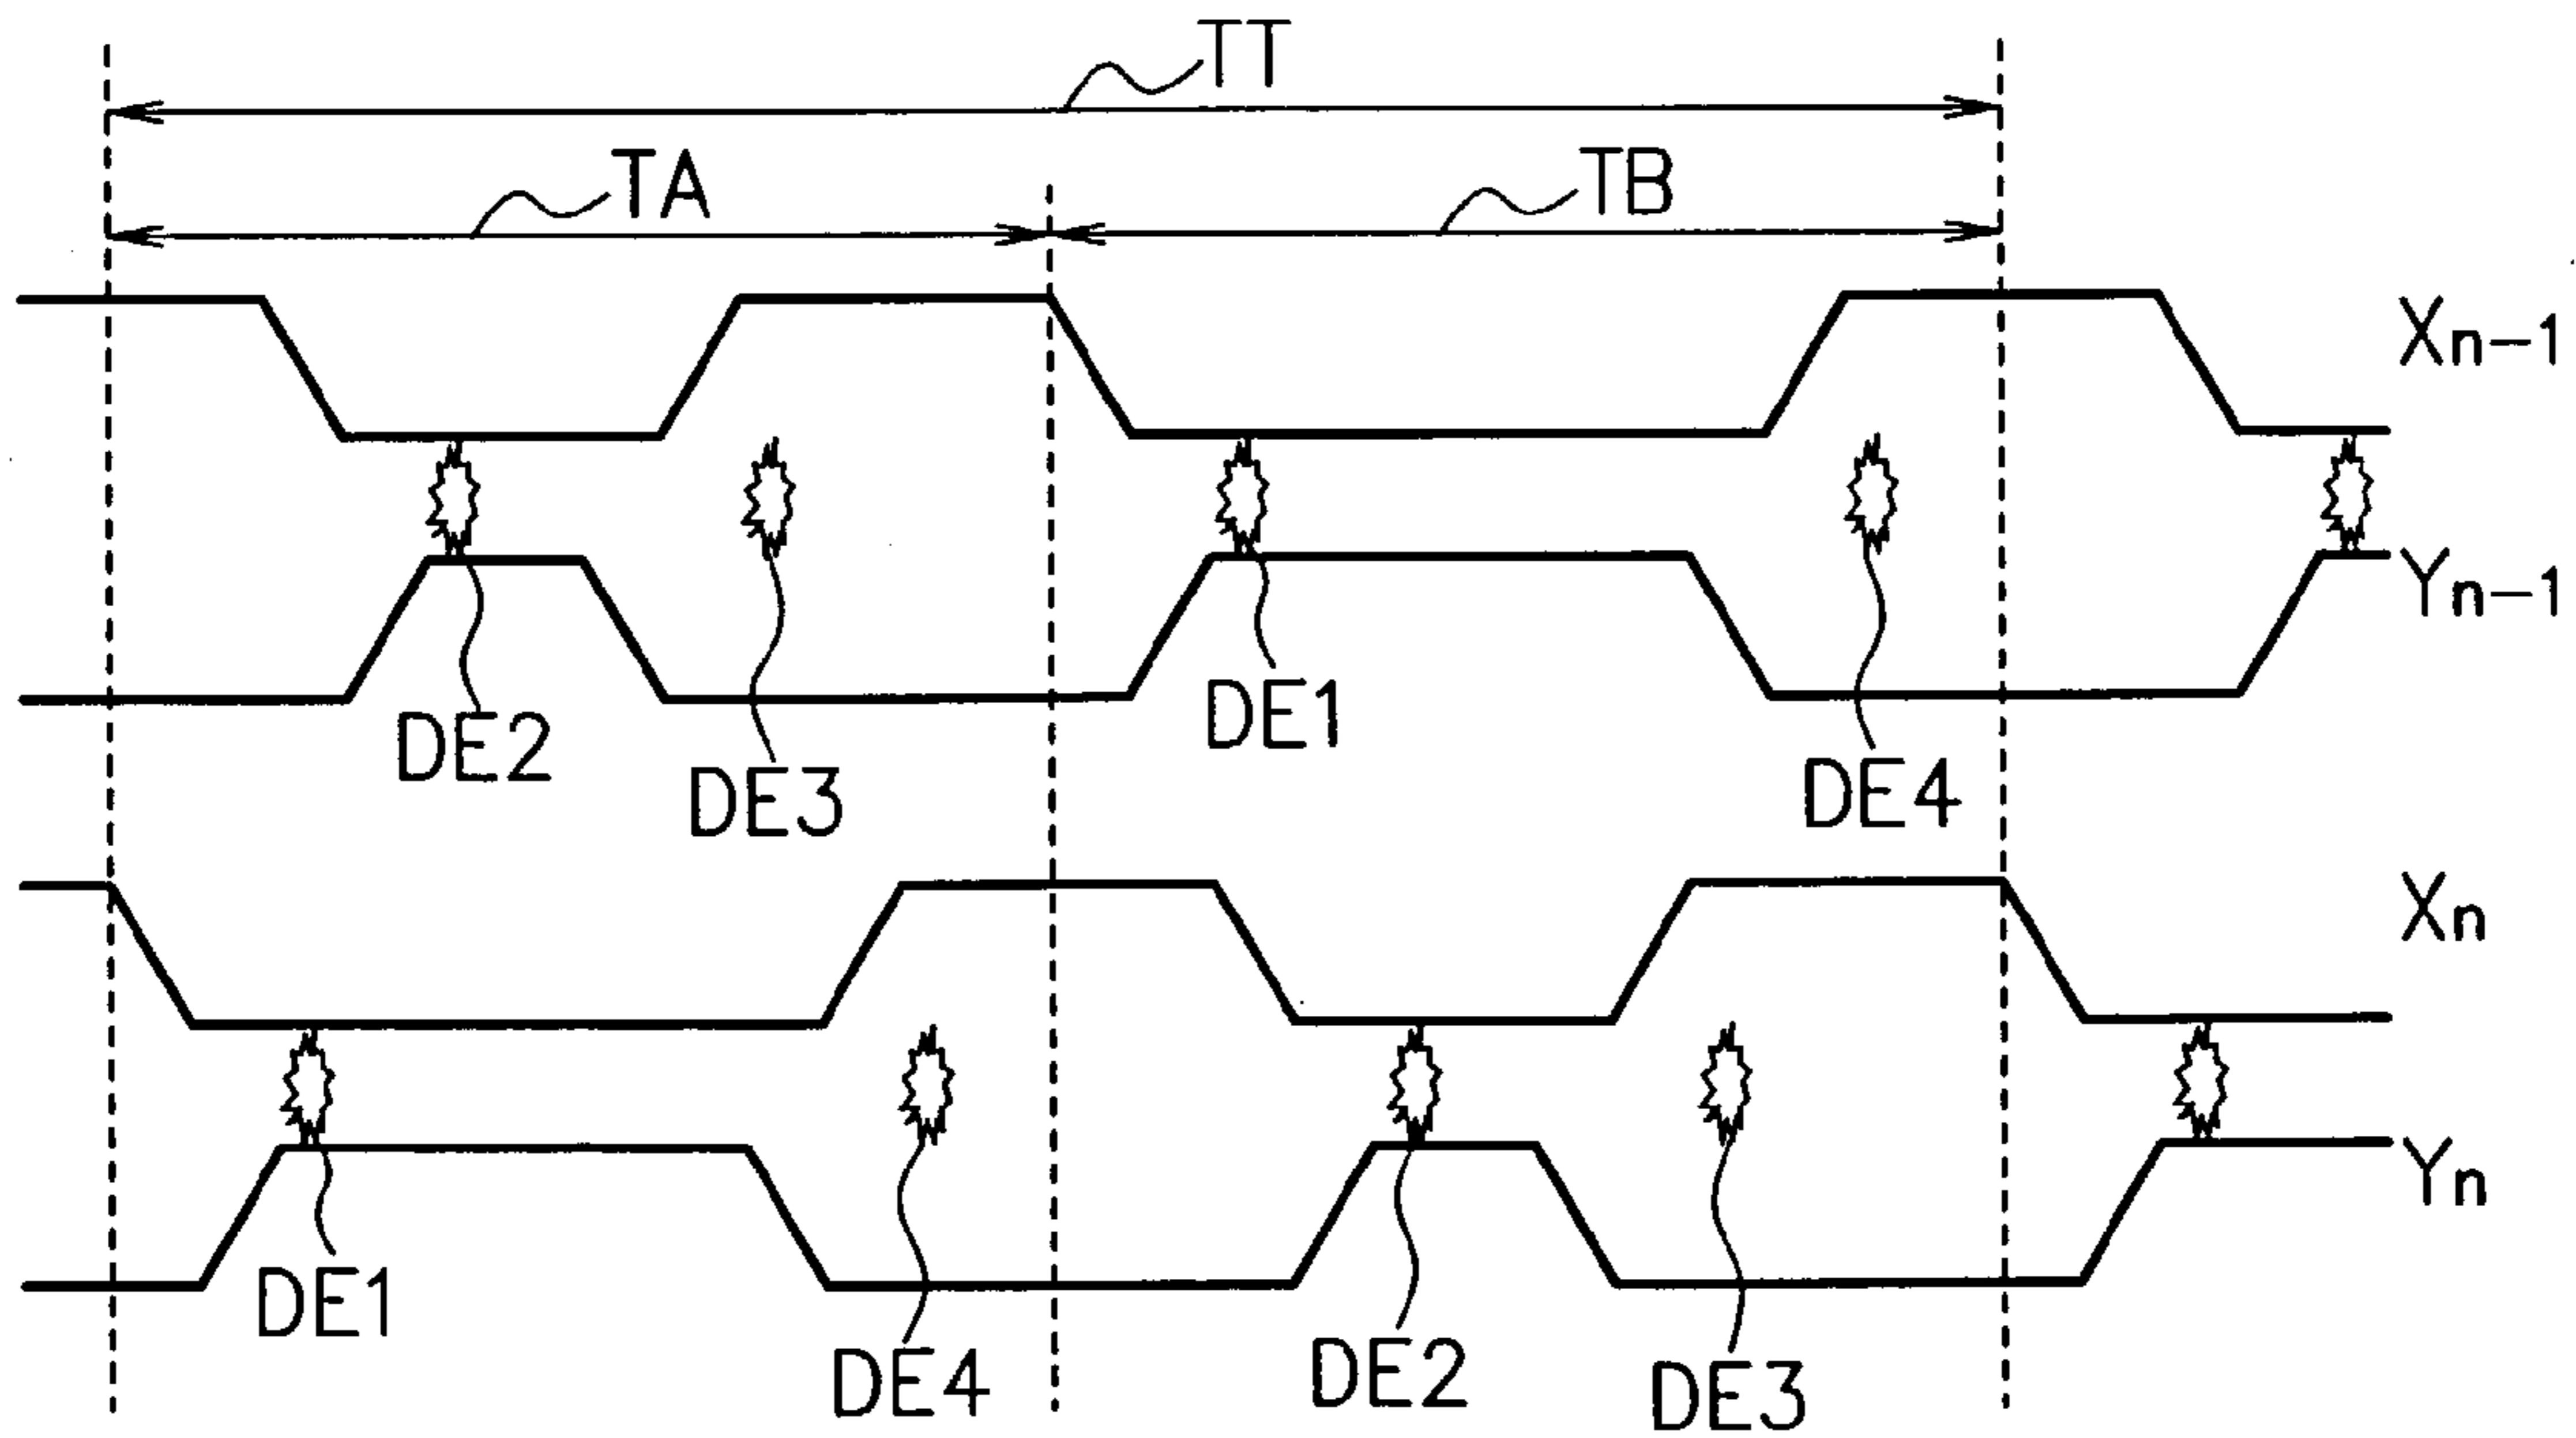 TT
TA
TB
Xn-1
Yn-1
DE2
DE3
DE1
DE4
Xn
Yn
DE1
DE4
DE2
DE3